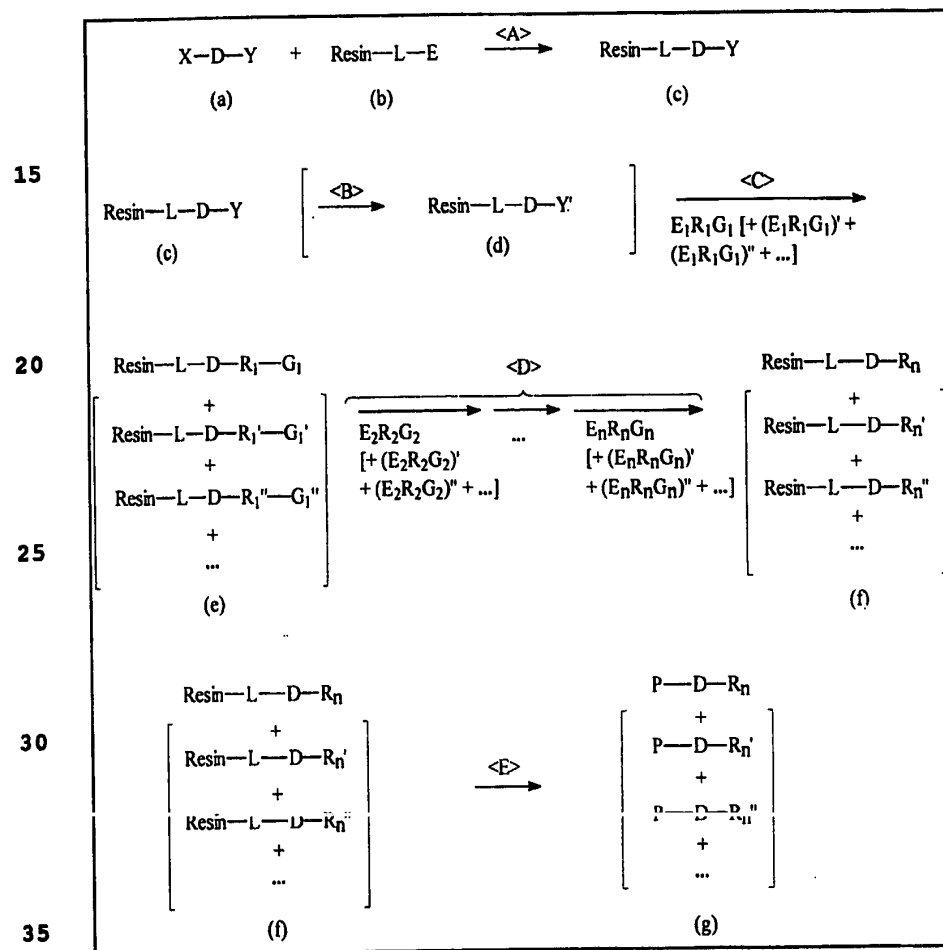 <A>
X—D—Y + Resin—L—E Resin—L—D—Y
(a) (b) (c)
15
<B> <C>
Resin—L—D—Y Resin—L—D—Y'
(c) (d)
E₁R₁G₁ [+ (E₁R₁G₁)' +
(E₁R₁G₁)'' + ...]
20
<D>
Resin—L—D—R₁—G₁
+
Resin—L—D—R₁'—G₁'
+
Resin—L—D—R₁''—G₁''
+
...
(e)
E₂R₂G₂
[+ (E₂R₂G₂)'
+ (E₂R₂G₂)'' + ...]
...
EₙRₙGₙ
[+ (EₙRₙGₙ)'
+ (EₙRₙGₙ)'' + ...]
Resin—L—D—Rₙ
+
Resin—L—D—Rₙ'
+
Resin—L—D—Rₙ''
+
...
(f)
25
30
Resin—L—D—Rₙ
+
Resin—L—D—Rₙ'
+
Resin—L—D—Rₙ''
+
...
(f)
<E>
P—D—Rₙ
+
P—D—Rₙ'
+
P—D—Rₙ''
+
...
(g)
35